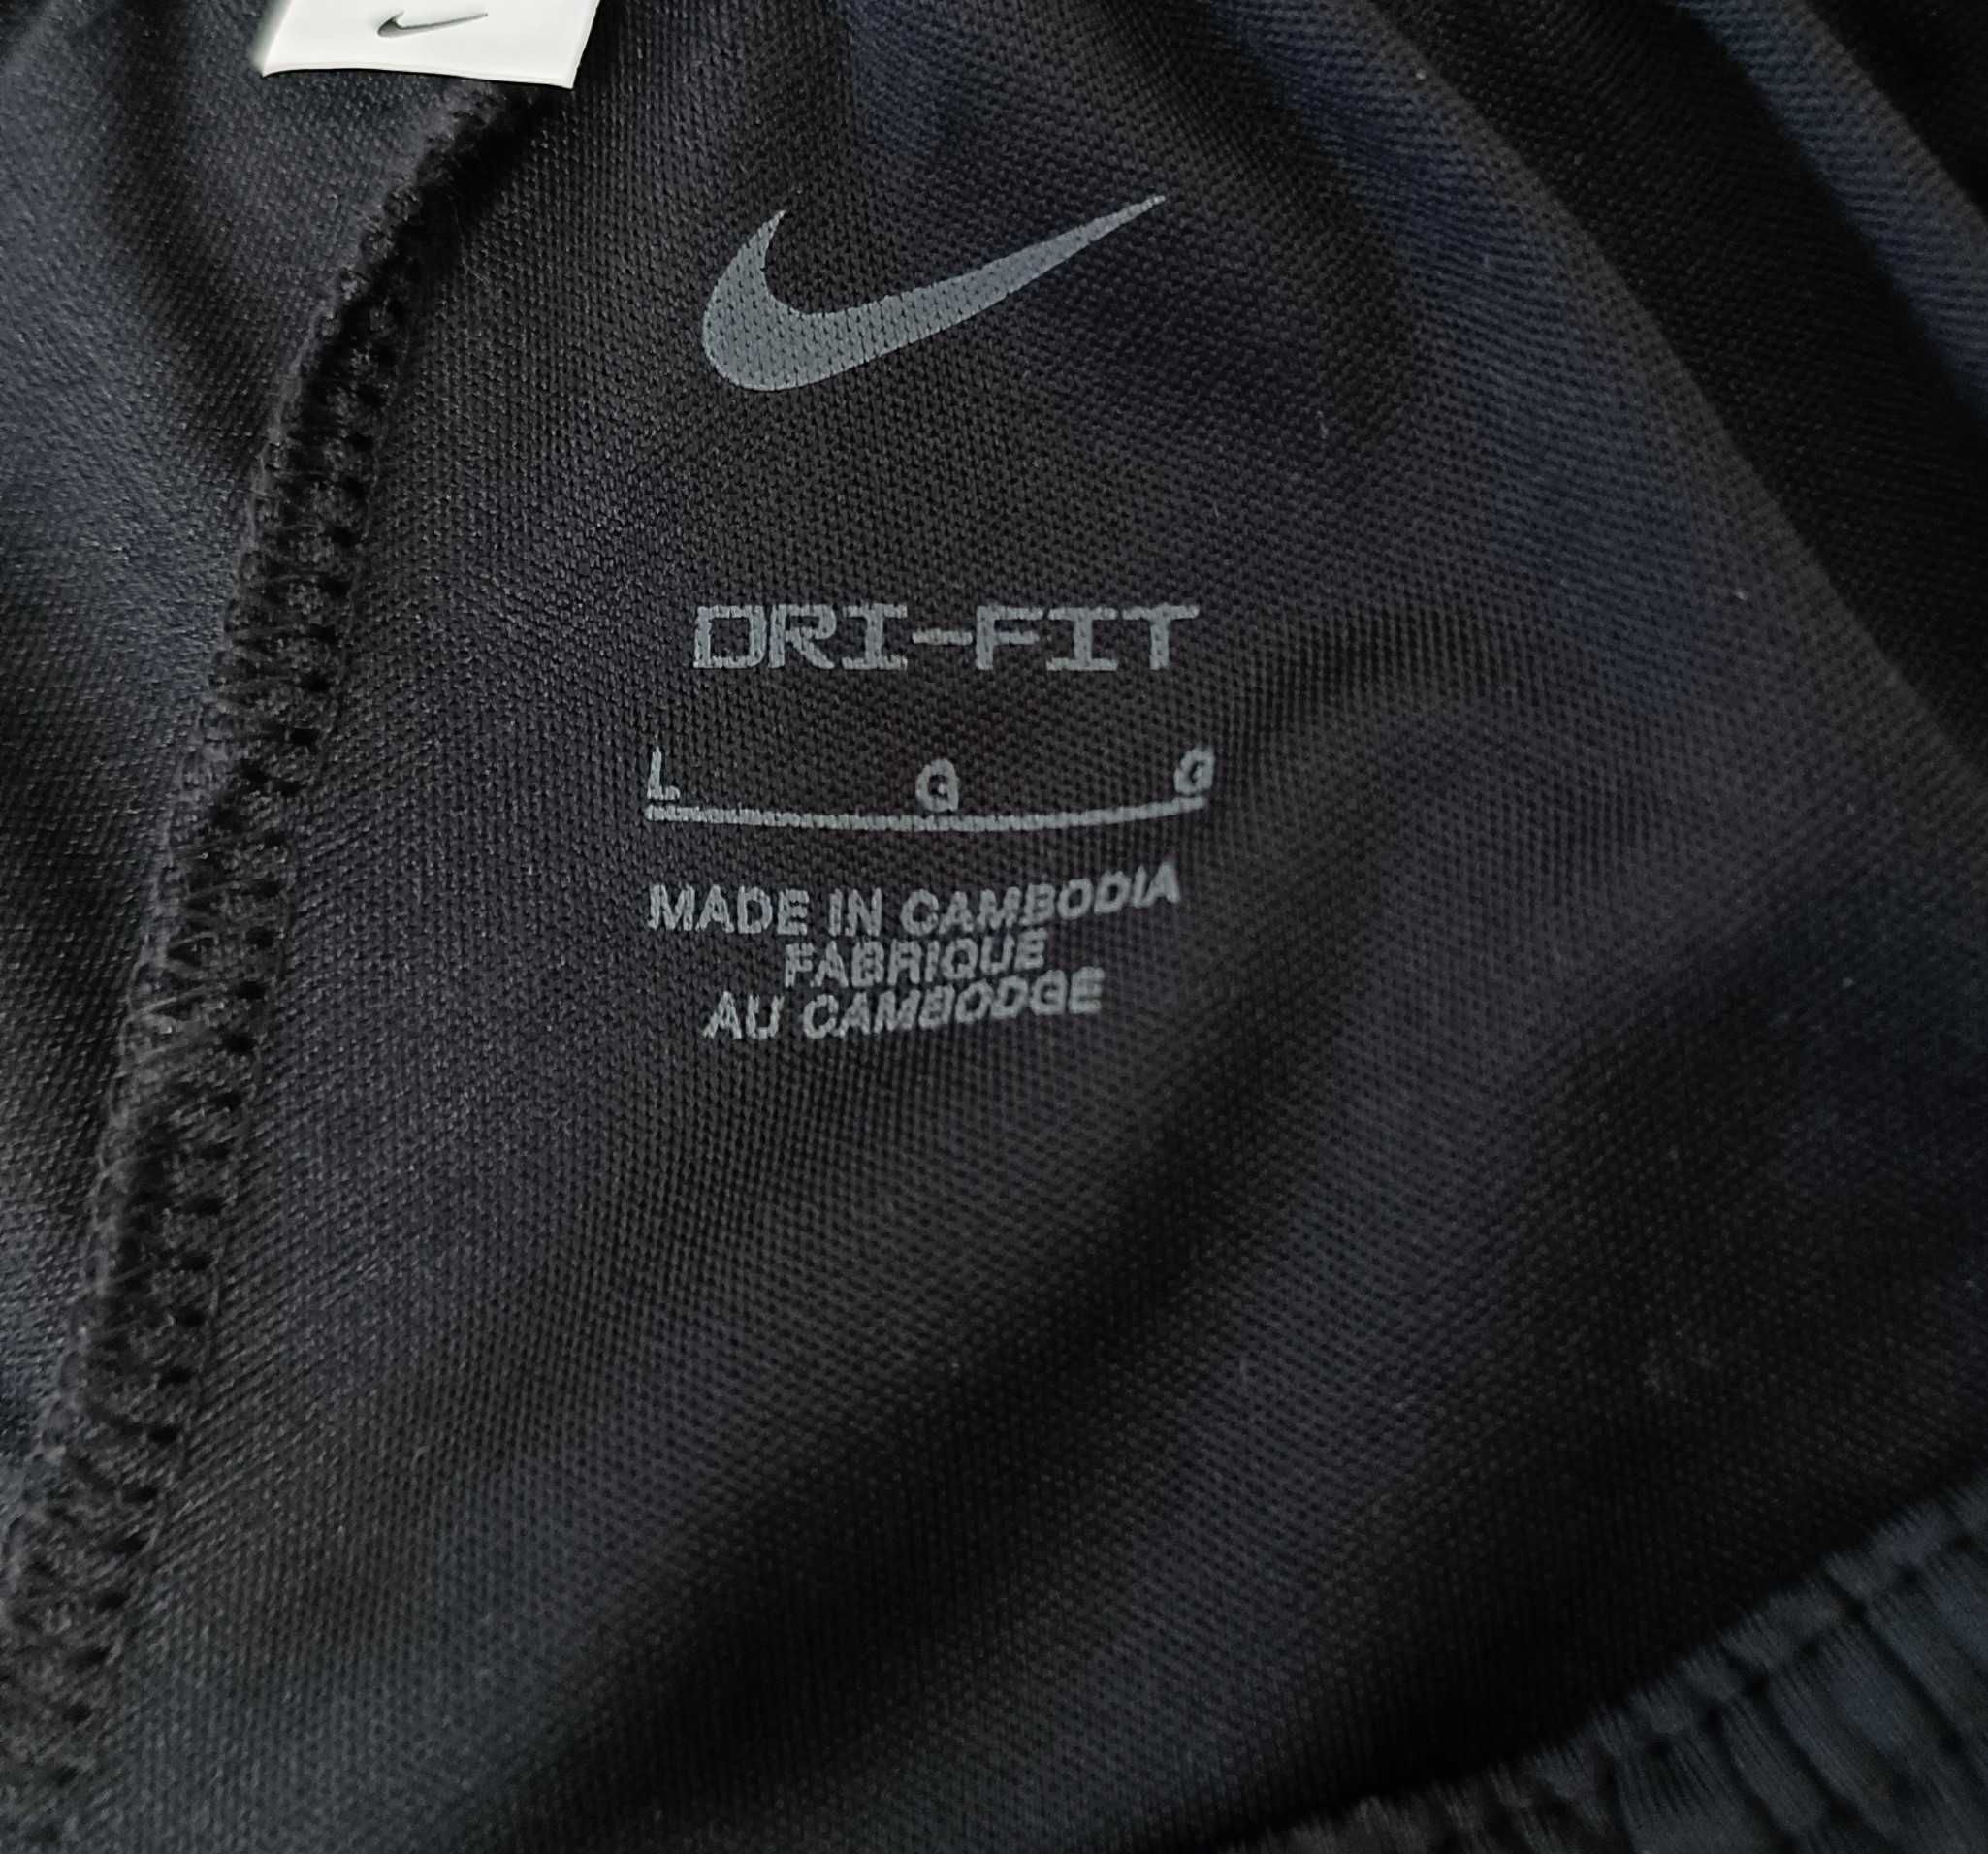 DRI-FIT
L G G
MADE IN CAMBODIA
FABRIQUE
AU CAMBODGE